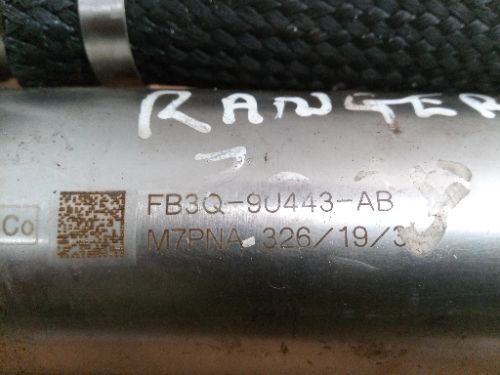 RANGER
FB3Q-9U443-AB
Co
M7PNA 326/19/3